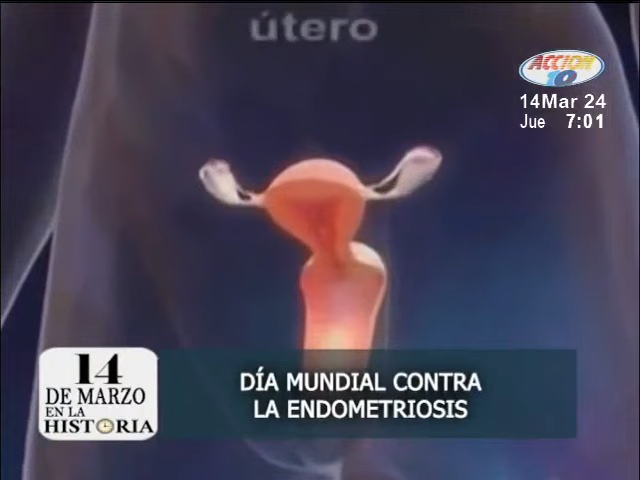 útero
ACCION
10
14Mar 24
Jue 7:01
14
DE MARZO
EN LA
HISTORIA
DÍA MUNDIAL CONTRA
LA ENDOMETRIOSIS